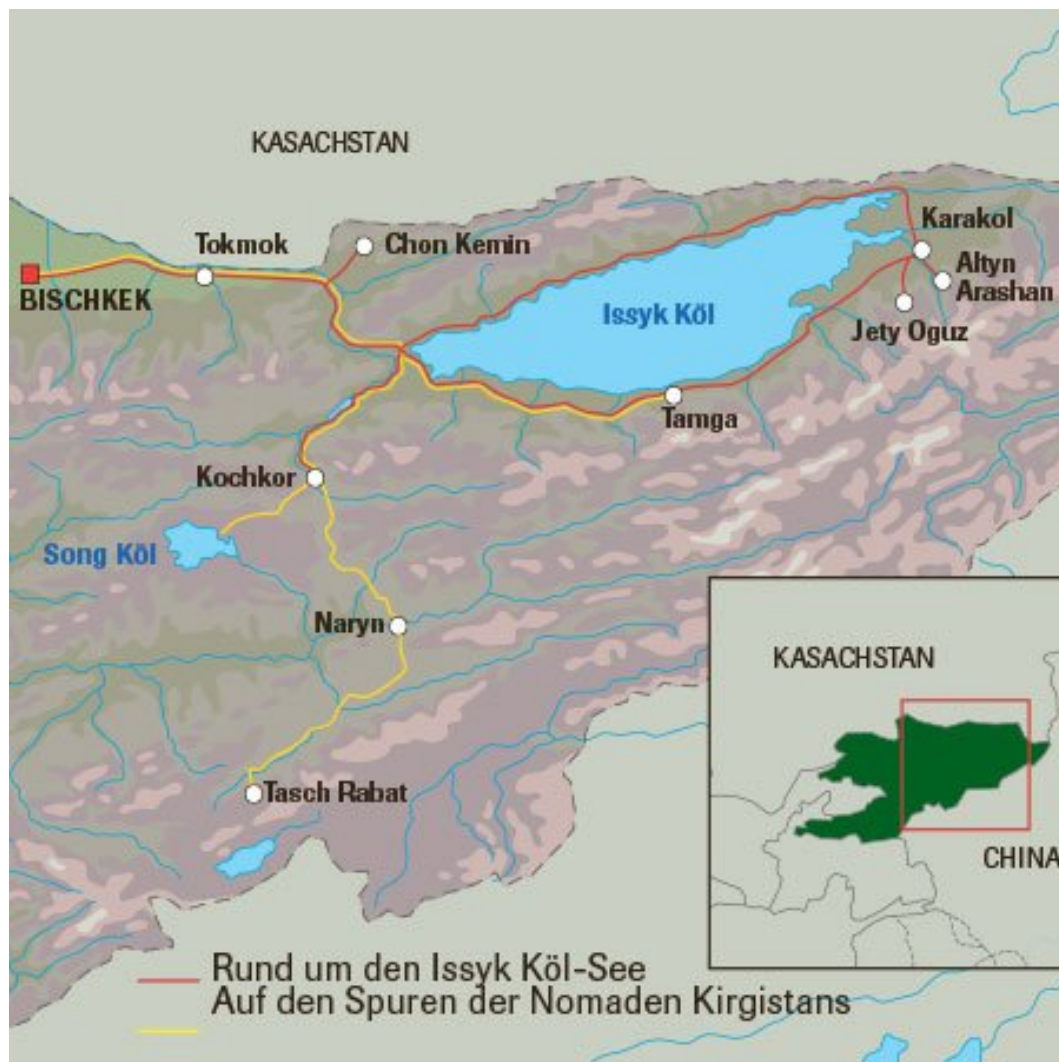 KASACHSTAN
Karakol
Tokmok
Chon Kemin
Altyn
Arashan
BISCHKEK
Issyk Köl
Jety Oguz
Tamga
Kochkor
Song Köl
Naryn
KASACHSTAN
Tasch Rabat
CHINA
Rund um den Issyk Köl-See
Auf den Spuren der Nomaden Kirgistans